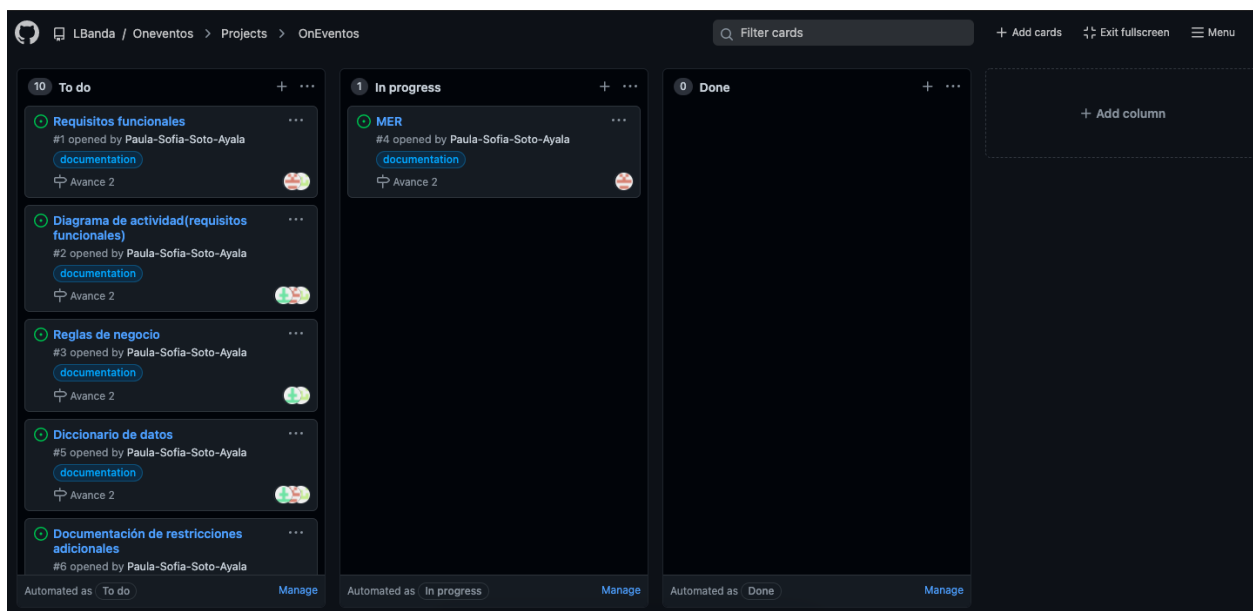 LBanda / Oneventos > Projects > OnEventos
Filter cards
+ Add cards
Exit fullscreen
Menu
10 To do
Requisitos funcionales
#1 opened by Paula-Sofia-Soto-Ayala
documentation
Avance 2
Diagrama de actividad(requisitos
funcionales)
#2 opened by Paula-Sofia-Soto-Ayala
documentation
Avance 2
Reglas de negocio
#3 opened by Paula-Sofia-Soto-Ayala
documentation
Avance 2
Diccionario de datos
#5 opened by Paula-Sofia-Soto-Ayala
documentation
Avance 2
Documentación de restricciones
adicionales
#6 opened by Paula-Sofia-Soto-Ayala
Automated as To do
Manage
1 In progress
MER
#4 opened by Paula-Sofia-Soto-Ayala
documentation
Avance 2
Automated as In progress
Manage
0 Done
Automated as Done
Manage
+ Add column